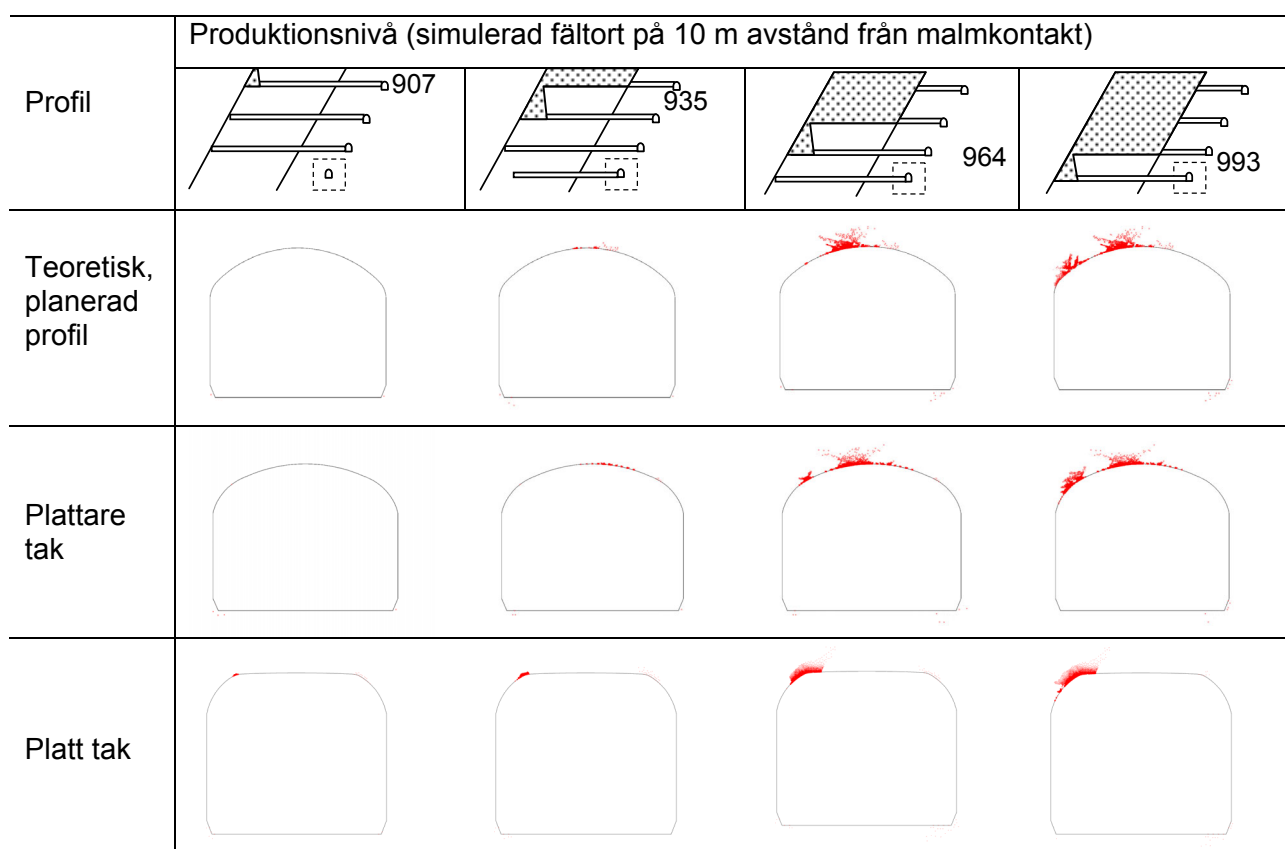 Produktionsnivå (simulerad fältort på 10 m avstånd från malmkontakt)
Profil
907
935
964
993
Teoretisk,
planerad
profil
Plattare
tak
Platt tak